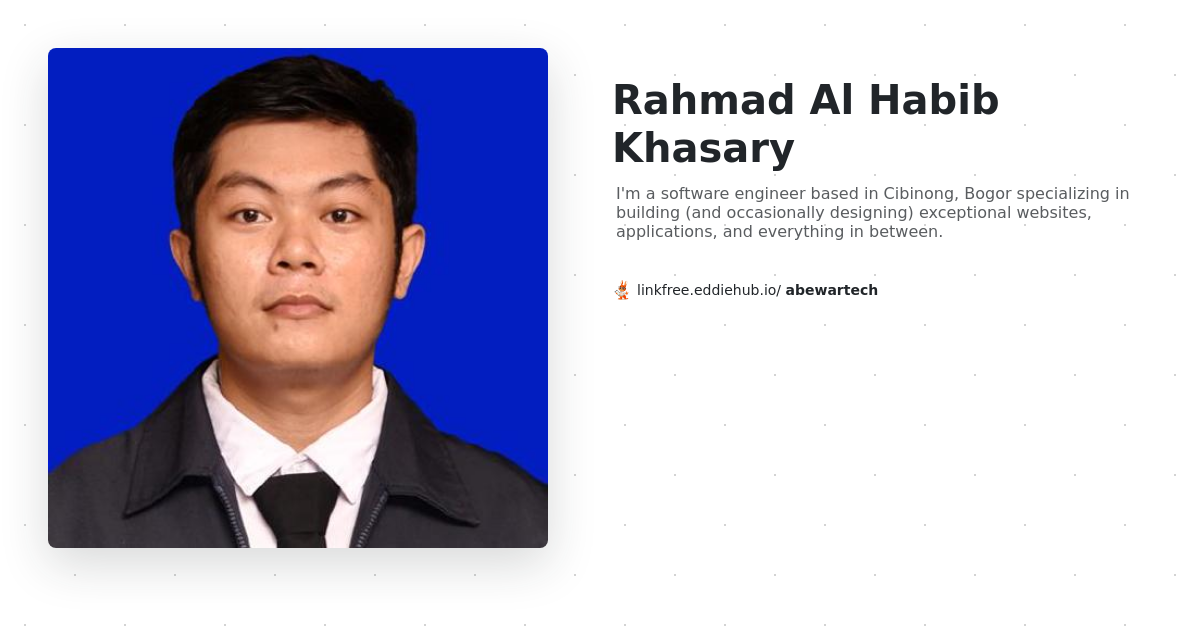 Rahmad Al Habib
Khasary
I'm a software engineer based in Cibinong, Bogor specializing in
building (and occasionally designing) exceptional websites,
applications, and everything in between.
linkfree.eddiehub.io/ abewartech